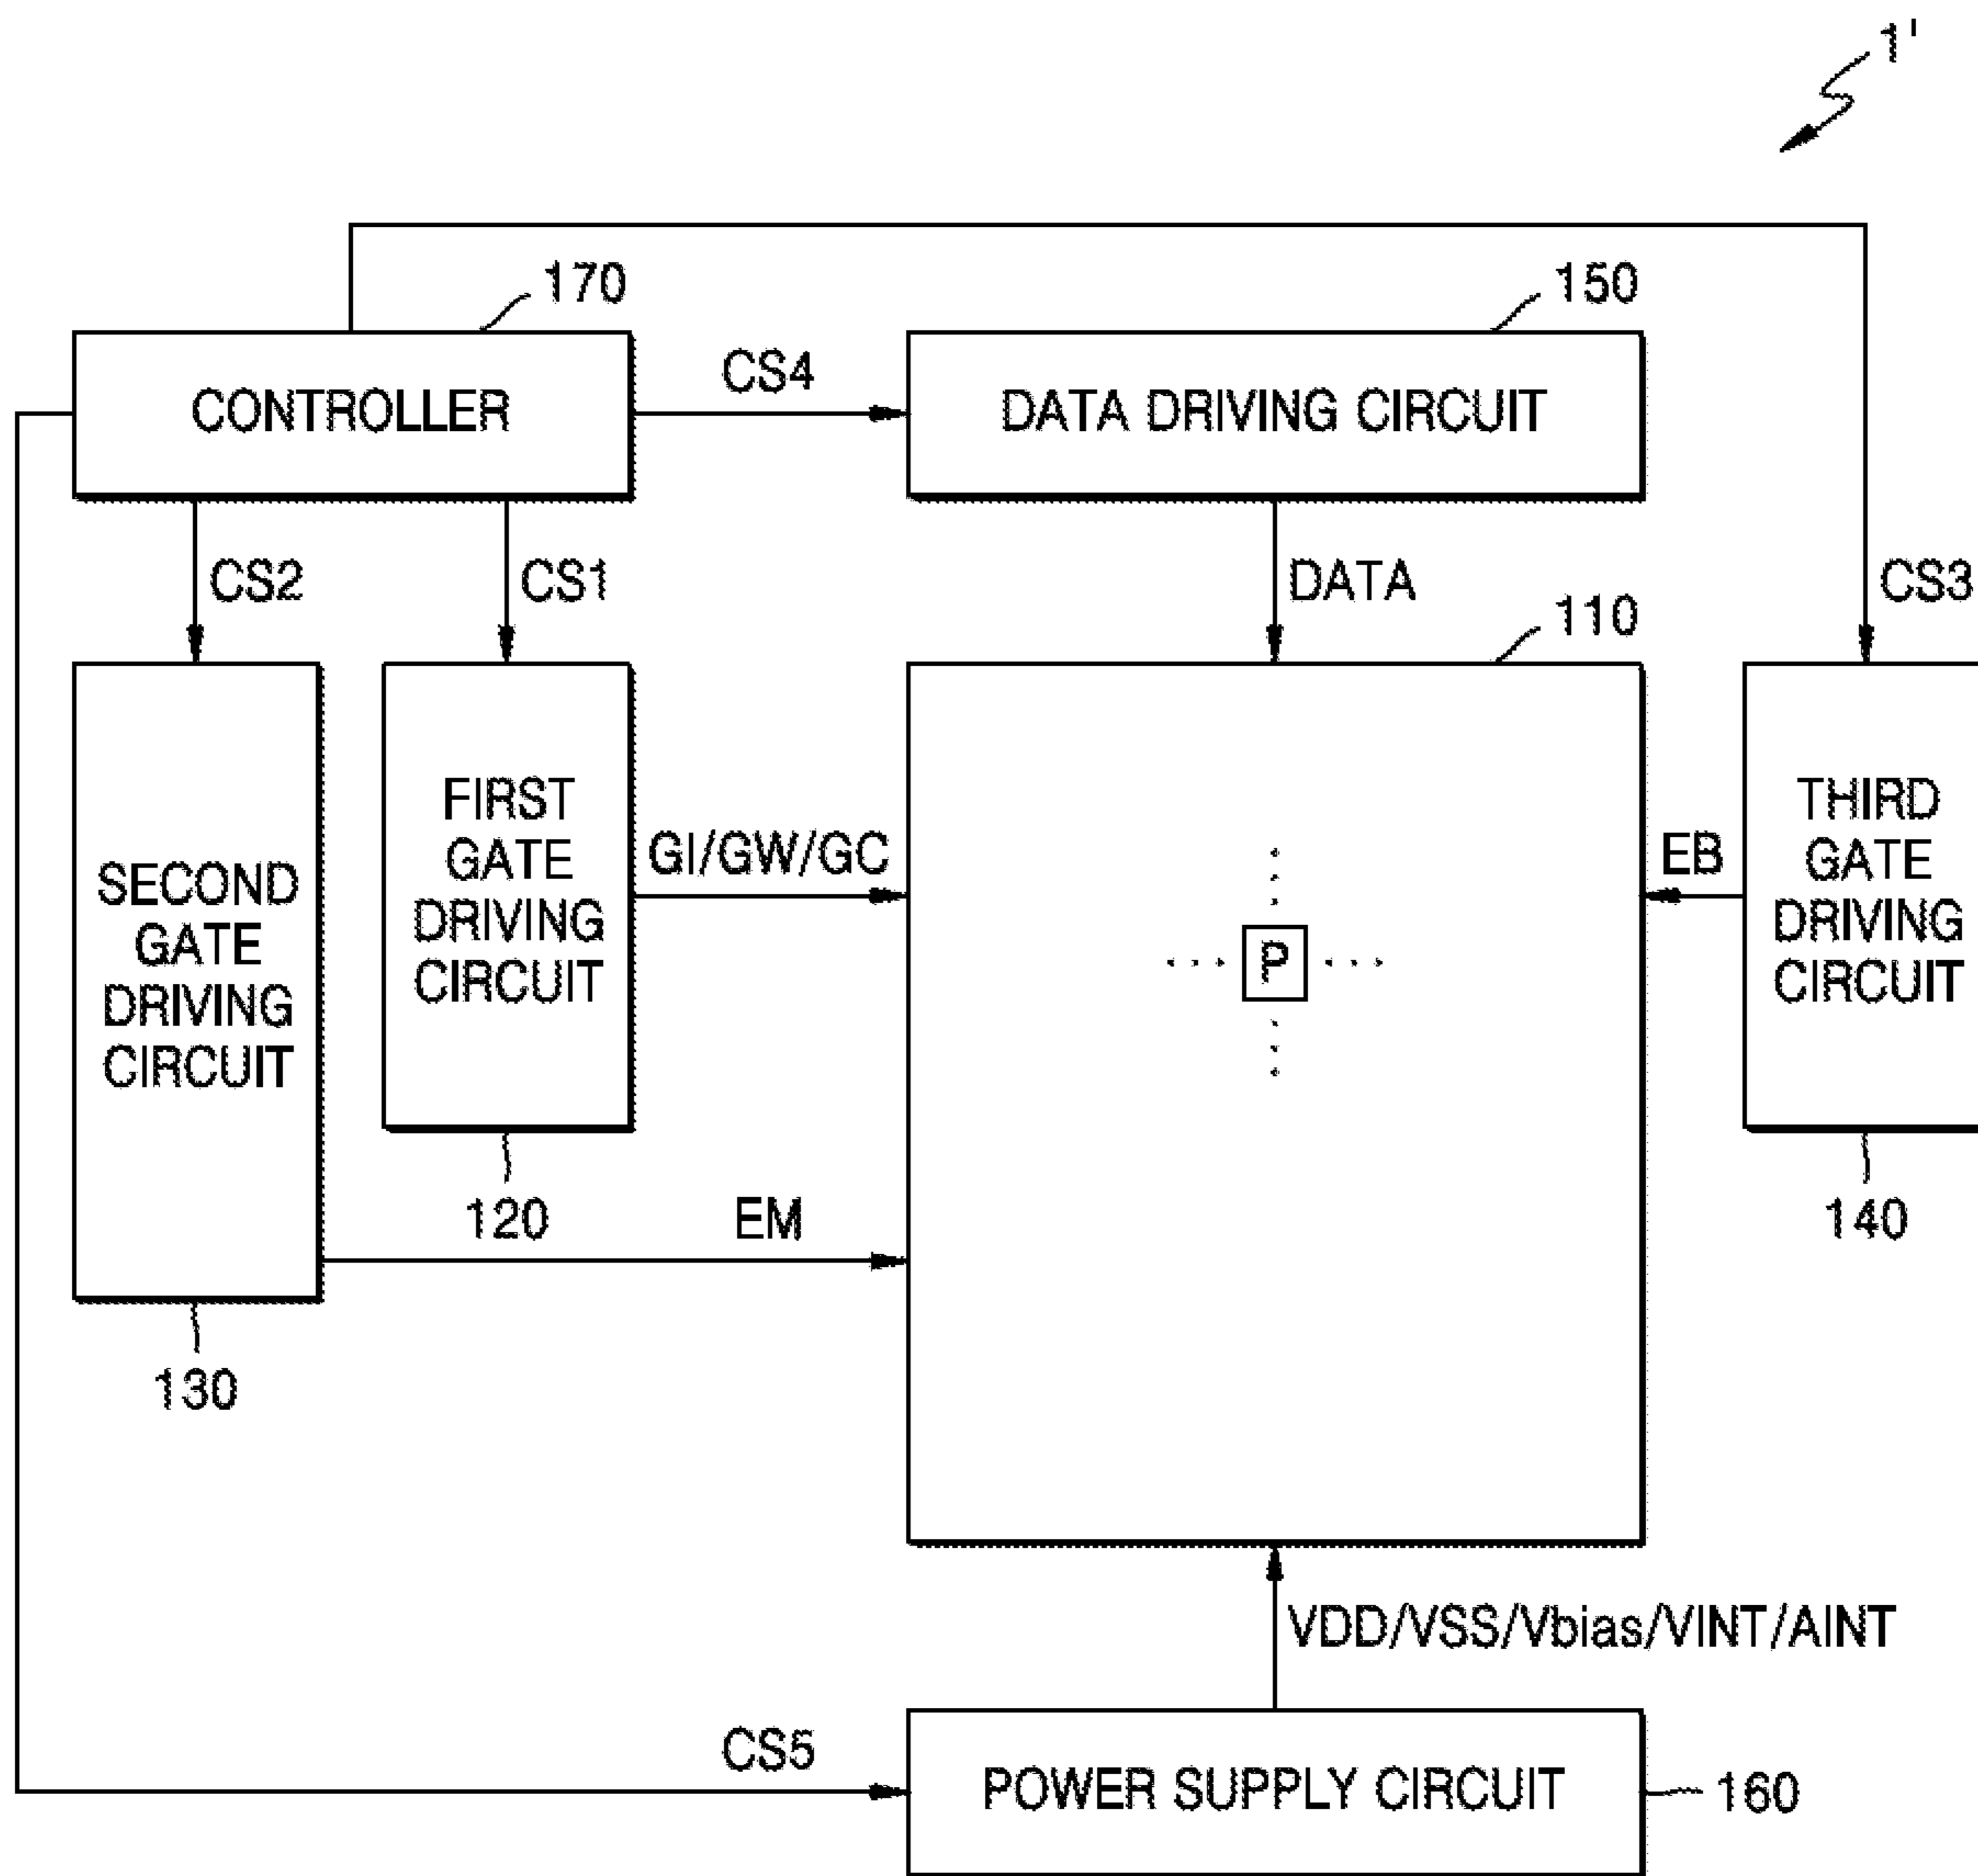 1'
170
150
CONTROLLER
CS4
DATA DRIVING CIRCUIT
CS2
CS1
DATA
CS3
110
SECOND
GATE
DRIVING
CIRCUIT
FIRST
GATE
DRIVING
CIRCUIT
GI/GW/GC
P
EB
THIRD
GATE
DRIVING
CIRCUIT
120
EM
140
130
VDD/VSS/Vbias/VINT/AINT
CS5
POWER SUPPLY CIRCUIT
160